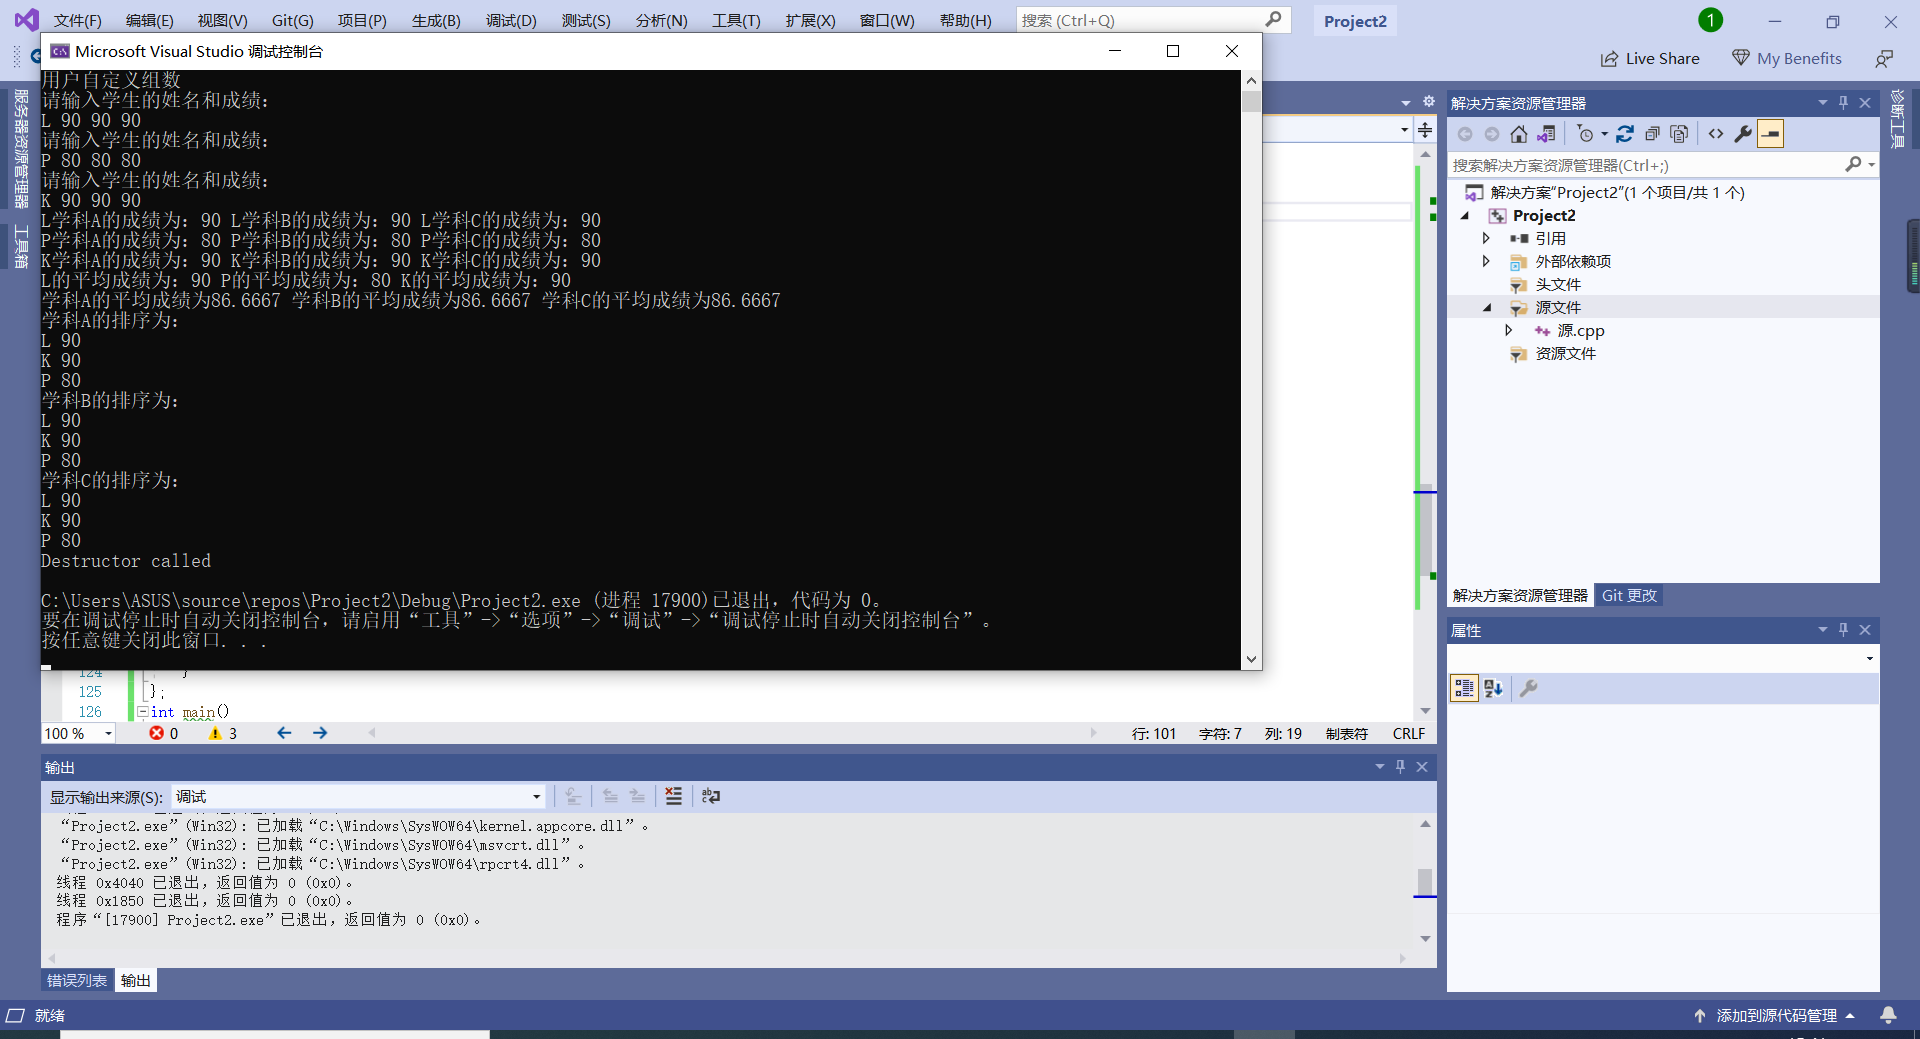 文件(F) 编辑(E) 视图(V) Git(G) 项目(P) 生成(B) 调试(D) 测试(S) 分析(N) 工具(T) 扩展(X) 窗口(W) 帮助(H) 搜索 (Ctrl+Q) Project2 1
Live Share My Benefits
Microsoft Visual Studio 调试控制台
用户自定义组数
请输入学生的姓名和成绩:
L 90 90 90
请输入学生的姓名和成绩:
P 80 80 80
请输入学生的姓名和成绩:
K 90 90 90
L学科A的成绩为: 90 L学科B的成绩为: 90 L学科C的成绩为: 90
P学科A的成绩为: 80 P学科B的成绩为: 80 P学科C的成绩为: 80
K学科A的成绩为: 90 K学科B的成绩为: 90 K学科C的成绩为: 90
L的平均成绩为: 90 P的平均成绩为: 80 K的平均成绩为: 90
学科A的平均成绩为86.6667 学科B的平均成绩为86.6667 学科C的平均成绩为86.6667
学科A的排序为:
L 90
K 90
P 80
学科B的排序为:
L 90
K 90
P 80
学科C的排序为:
L 90
K 90
P 80
Destructor called
C:\Users\ASUS\source\repos\Project2\Debug\Project2.exe (进程 17900)已退出，代码为 0。
要在调试停止时自动关闭控制台，请启用“工具”->“选项”->“调试”->“调试停止时自动关闭控制台”。
按任意键关闭此窗口. . .
服务器资源管理器
工具箱
124 }
125 };
126 int main()
100 % 0 3 行: 101 字符: 7 列: 19 制表符 CRLF
输出
显示输出来源(S): 调试
“Project2.exe”(Win32): 已加载“C:\Windows\SysWOW64\kernel.appcore.dll”。
“Project2.exe”(Win32): 已加载“C:\Windows\SysWOW64\msvcrt.dll”。
“Project2.exe”(Win32): 已加载“C:\Windows\SysWOW64\rpcrt4.dll”。
线程 0x4040 已退出，返回值为 0 (0x0)。
线程 0x1850 已退出，返回值为 0 (0x0)。
程序“[17900] Project2.exe”已退出，返回值为 0 (0x0)。
错误列表 输出
解决方案资源管理器
搜索解决方案资源管理器(Ctrl+;)
解决方案"Project2"(1 个项目/共 1 个)
Project2
引用
外部依赖项
头文件
源文件
源.cpp
资源文件
解决方案资源管理器 Git 更改
属性
诊断工具
就绪 添加到源代码管理